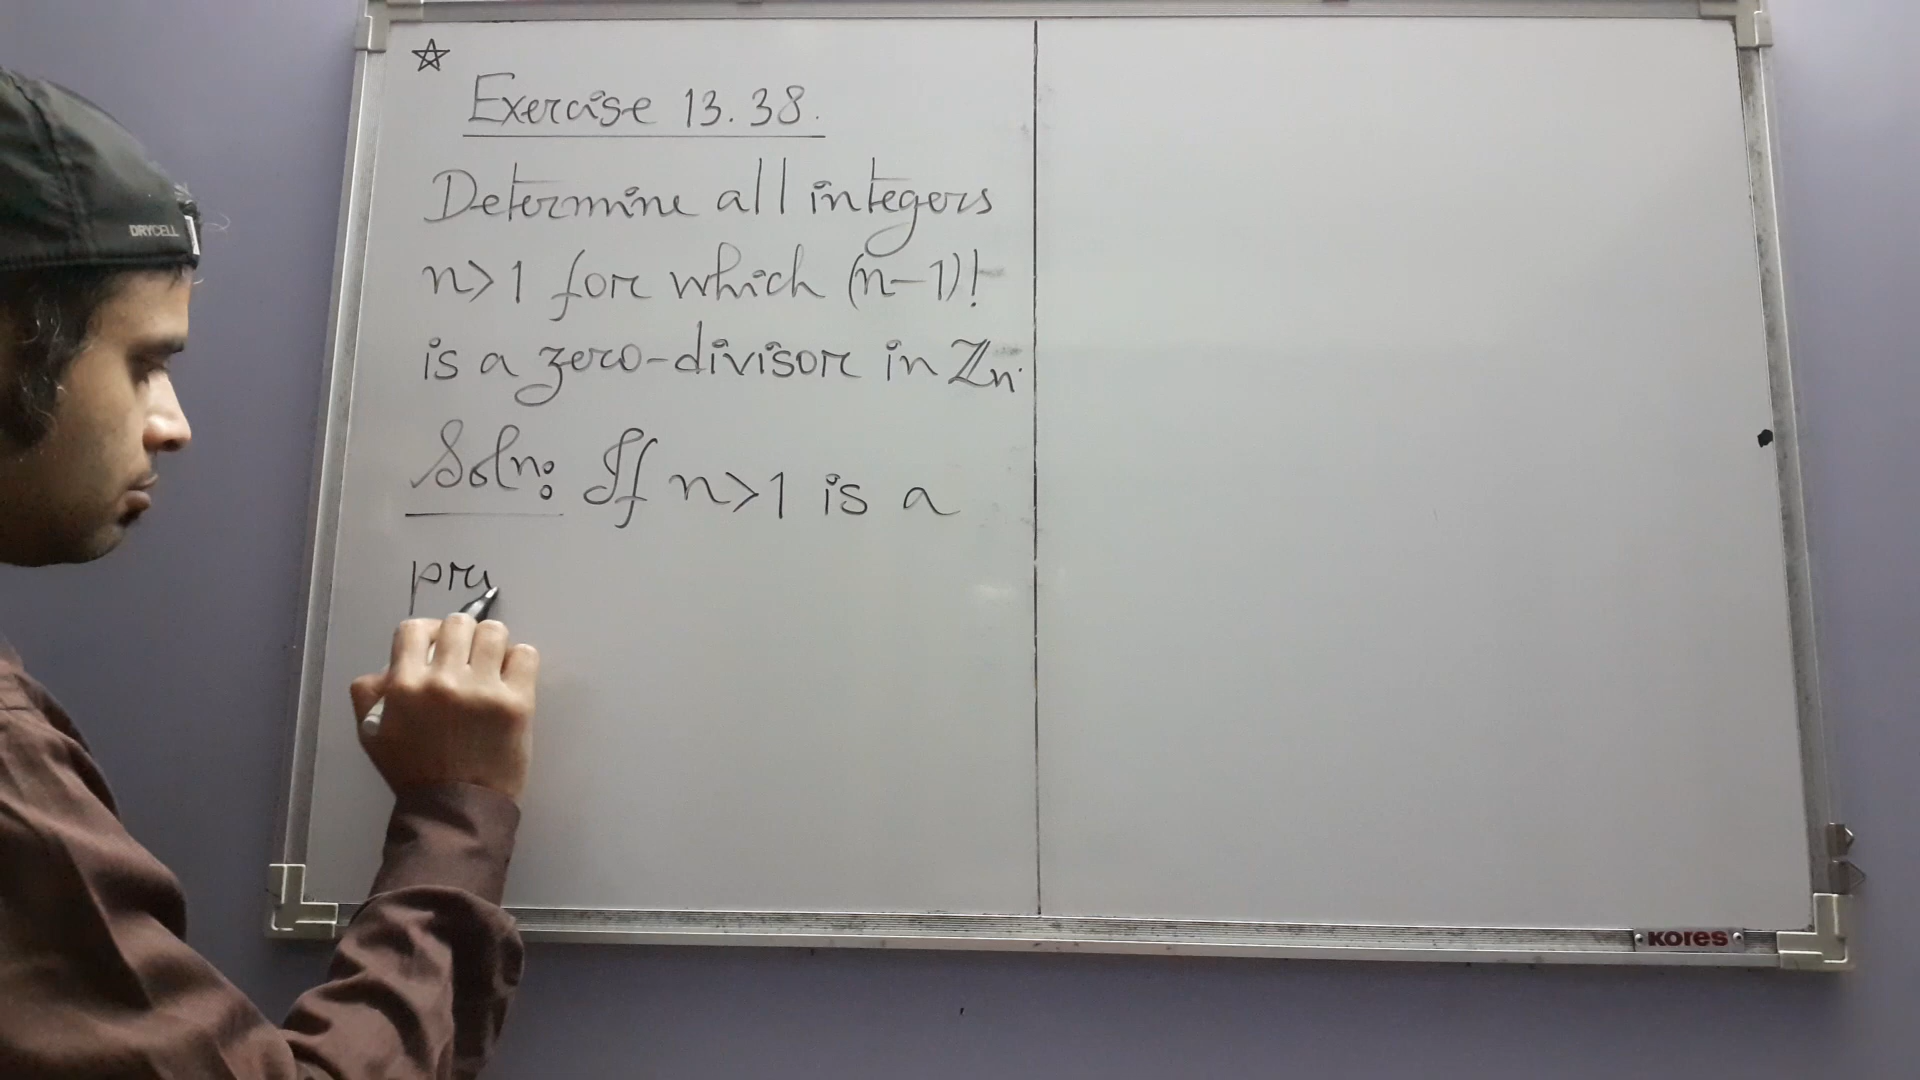 ☆
Exercise 13.38.
Determine all integers
n>1 for which (n-1)!
is a zero-divisor in ℤn.
Soln: If n>1 is a
pri
DRYCELL
KORES